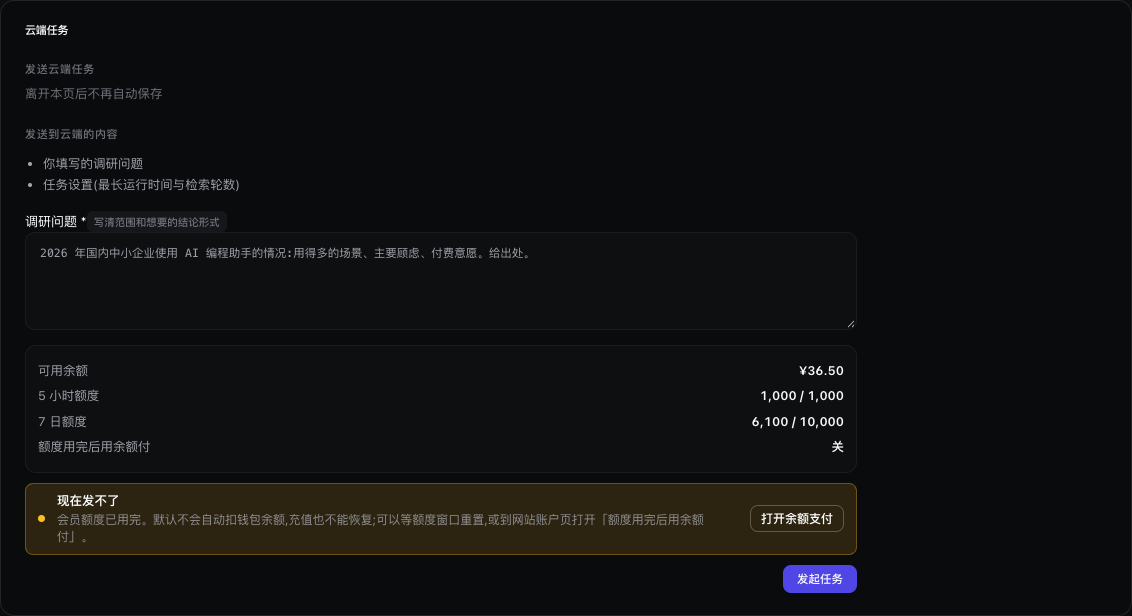 云端任务
发送云端任务
离开本页后不再自动保存
发送到云端的内容
• 你填写的调研问题
• 任务设置(最长运行时间与检索轮数)
调研问题 * 写清范围和想要的结论形式
2026 年国内中小企业使用 AI 编程助手的情况:用得多的场景、主要顾虑、付费意愿。给出处。
可用余额 ¥36.50
5 小时额度 1,000 / 1,000
7 日额度 6,100 / 10,000
额度用完后用余额付 关
现在发不了
会员额度已用完。默认不会自动扣钱包余额,充值也不能恢复;可以等额度窗口重置,或到网站账户页打开「额度用完后用余额
付」。
打开余额支付
发起任务